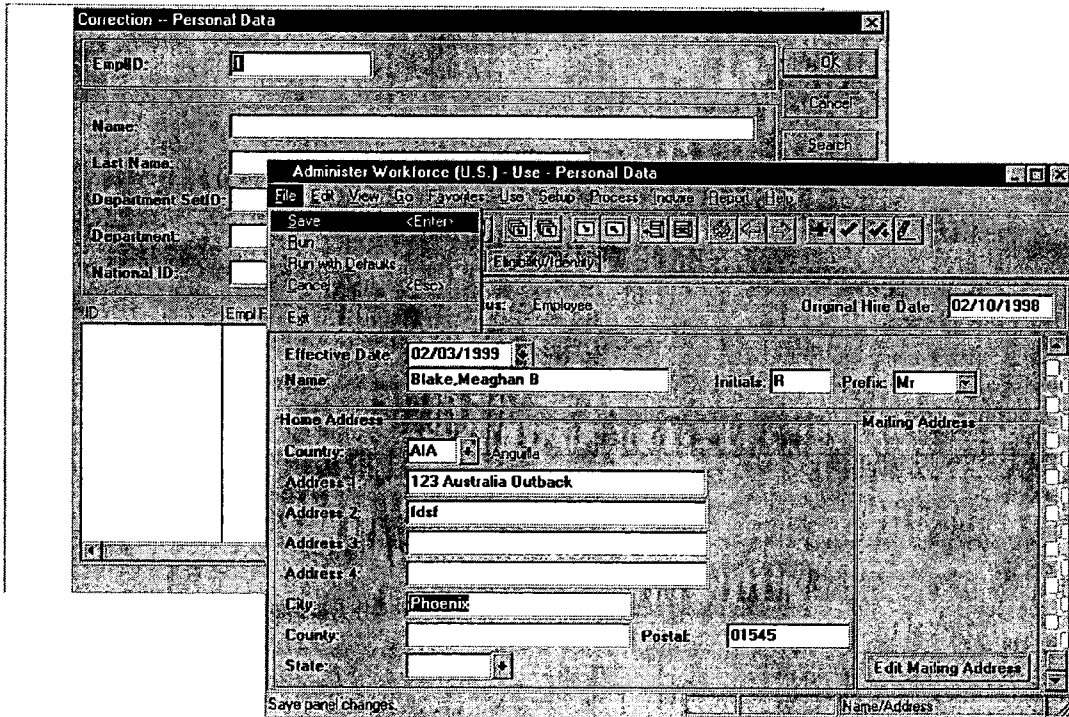 Correction -- Personal Data
EmplID: 1
OK
Cancel
Name:
Search
Last Name:
Department SetID:
Department:
National ID:
ID Empl
Administer Workforce (U.S.) - Use - Personal Data
File Edit View Go Favorites Use Setup Process Inquire Report Help
Save <Enter>
Run
Run with Defaults
Cancel <Esc>
Exit
Eligibility/Identity
us: Employee Original Hire Date: 02/10/1998
Effective Date: 02/03/1999
Name: Blake,Meaghan B Initials: R Prefix: Mr
Home Address Mailing Address
Country: AIA Anguilla
Address 1: 123 Australia Outback
Address 2: fdsf
Address 3:
Address 4:
City: Phoenix
County: Postal: 01545
State: Edit Mailing Address
Save panel changes. Name/Address